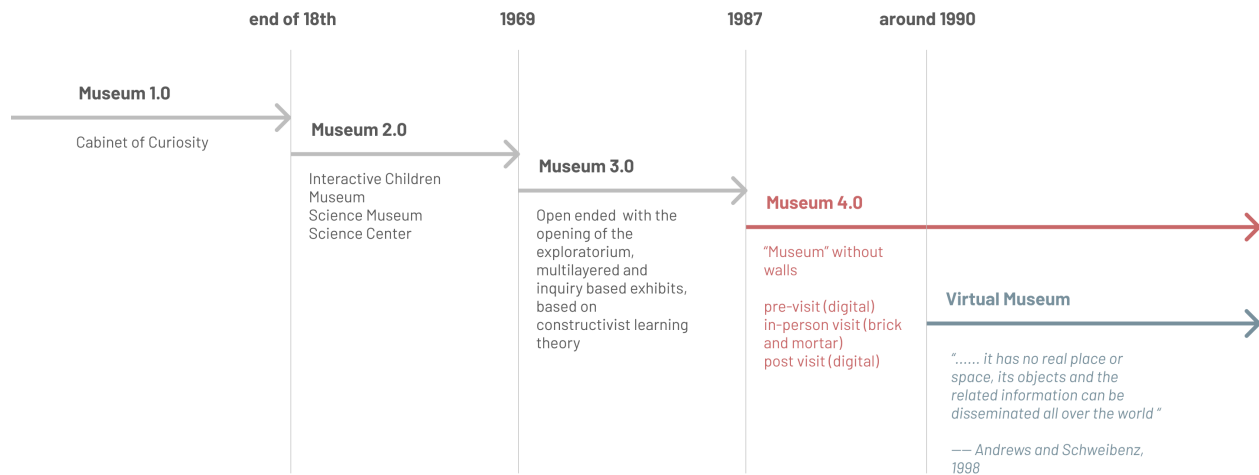 end of 18th
1969
1987
around 1990
Museum 1.0
Cabinet of Curiosity
Museum 2.0
Interactive Children
Museum
Science Museum
Science Center
Museum 3.0
Open ended  with the
opening of the
exploratorium,
multilayered and
inquiry based exhibits,
based on
constructivist learning
theory
Museum 4.0
“Museum” without
walls
pre-visit (digital)
in-person visit (brick
and mortar)
post visit (digital)
Virtual Museum
“...... it has no real place or
space, its objects and the
related information can be
disseminated all over the world ”
—– Andrews and Schweibenz,
1998